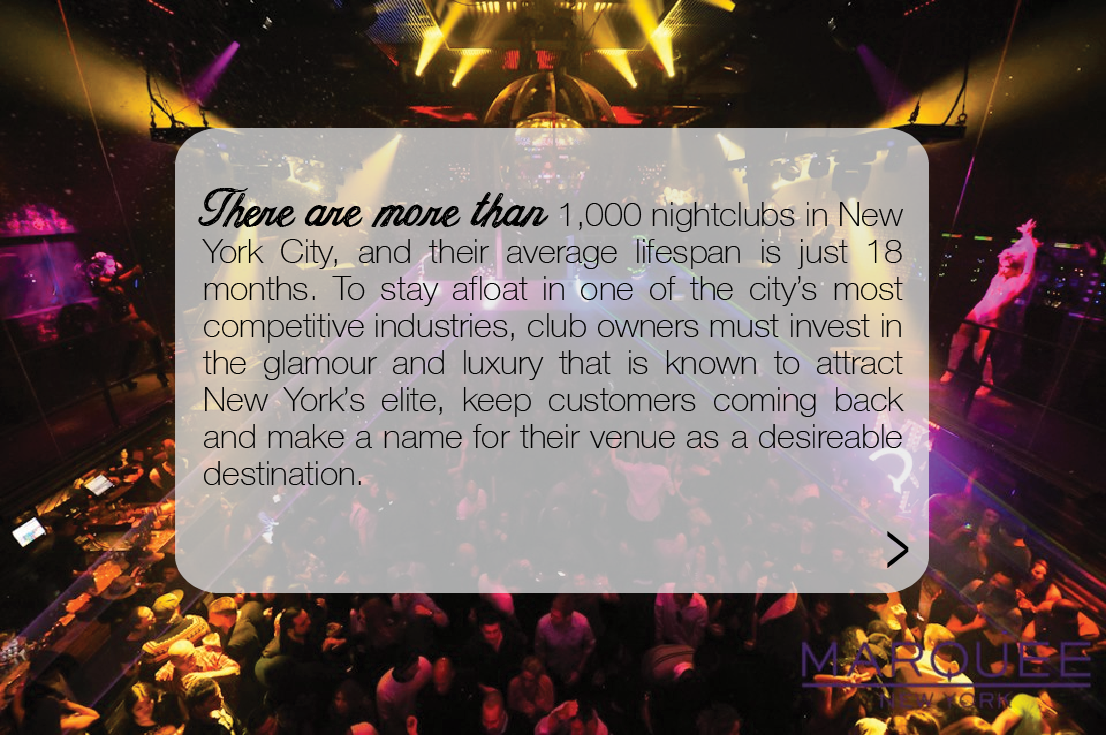 There are more than 1,000 nightclubs in New
York City, and their average lifespan is just 18
months. To stay afloat in one of the city's most
competitive industries, club owners must invest in
the glamour and luxury that is known to attract
New York's elite, keep customers coming back
and make a name for their venue as a desireable
destination.
>
MARQUEE
NEW YORK